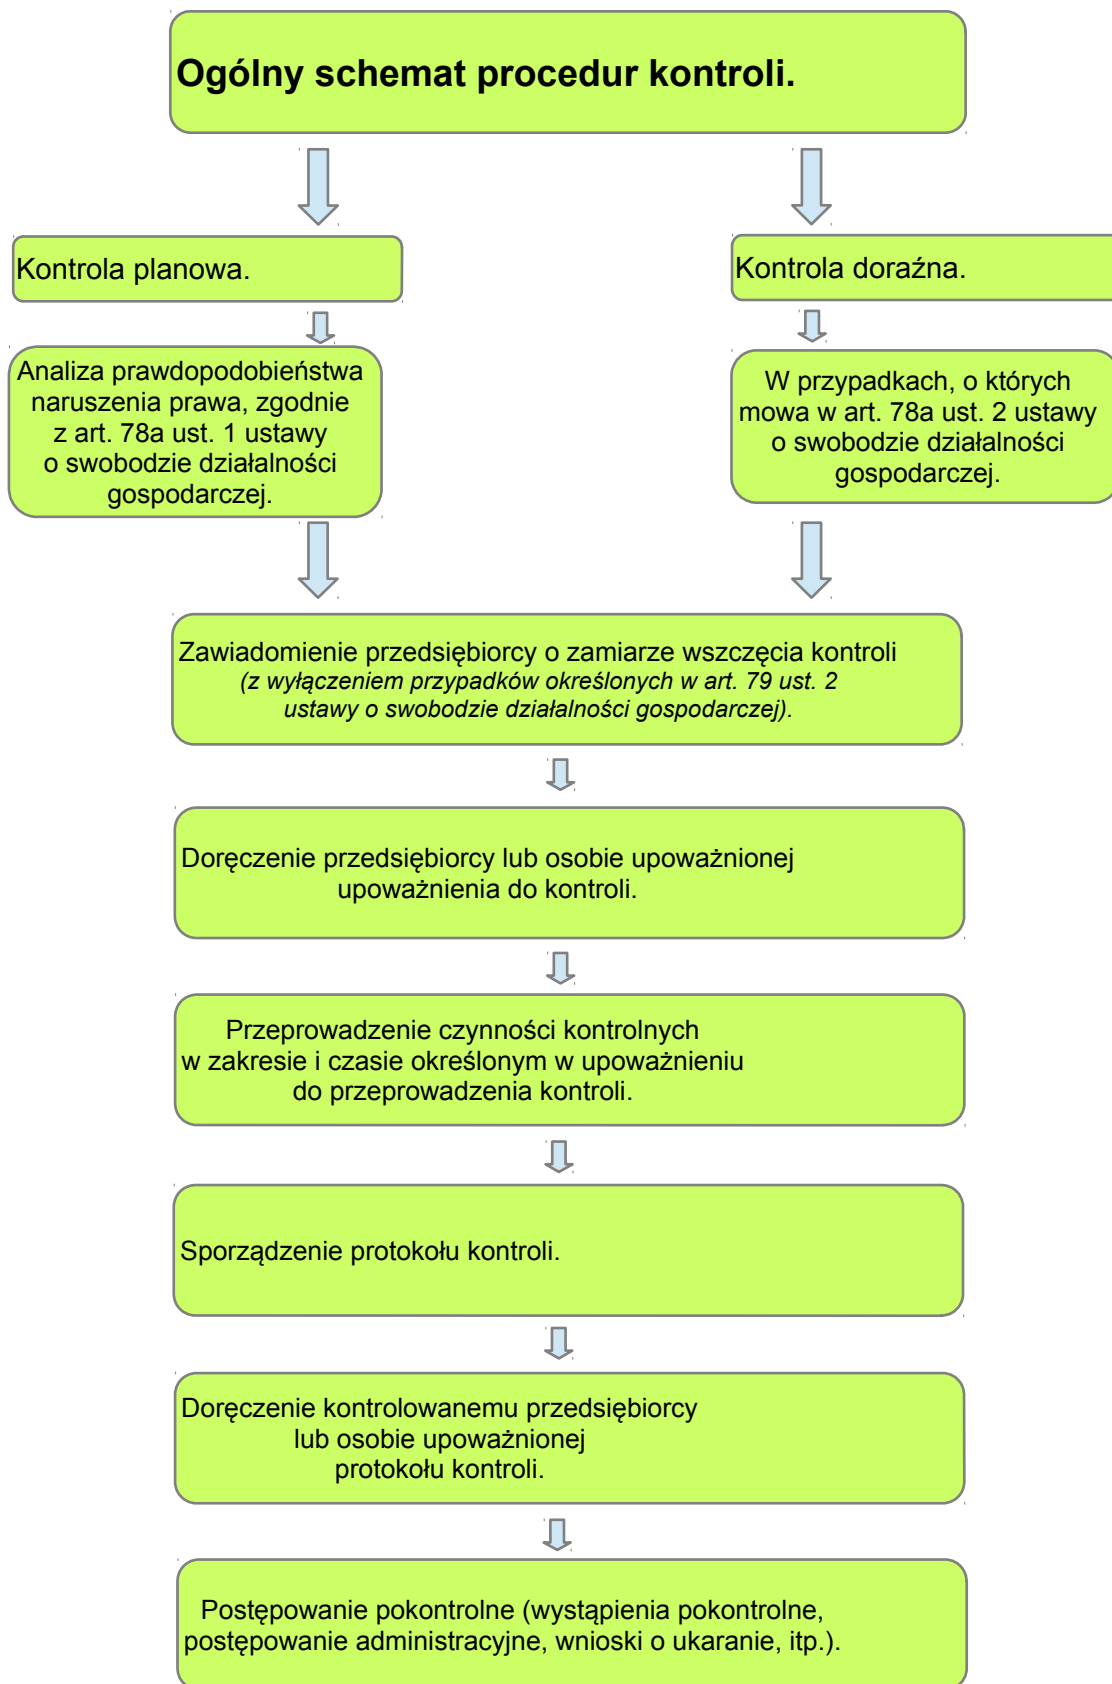 Ogólny schemat procedur kontroli.
Kontrola planowa.
Kontrola doraźna.
Analiza prawdopodobieństwa
naruszenia prawa, zgodnie
z art. 78a ust. 1 ustawy
o swobodzie działalności
gospodarczej.
W przypadkach, o których
mowa w art. 78a ust. 2 ustawy
o swobodzie działalności
gospodarczej.
Zawiadomienie przedsiębiorcy o zamiarze wszczęcia kontroli
(z wyłączeniem przypadków określonych w art. 79 ust. 2
ustawy o swobodzie działalności gospodarczej).
Doręczenie przedsiębiorcy lub osobie upoważnionej
upoważnienia do kontroli.
Przeprowadzenie czynności kontrolnych
w zakresie i czasie określonym w upoważnieniu
do przeprowadzenia kontroli.
Sporządzenie protokołu kontroli.
Doręczenie kontrolowanemu przedsiębiorcy
lub osobie upoważnionej
protokołu kontroli.
Postępowanie pokontrolne (wystąpienia pokontrolne,
postępowanie administracyjne, wnioski o ukaranie, itp.).